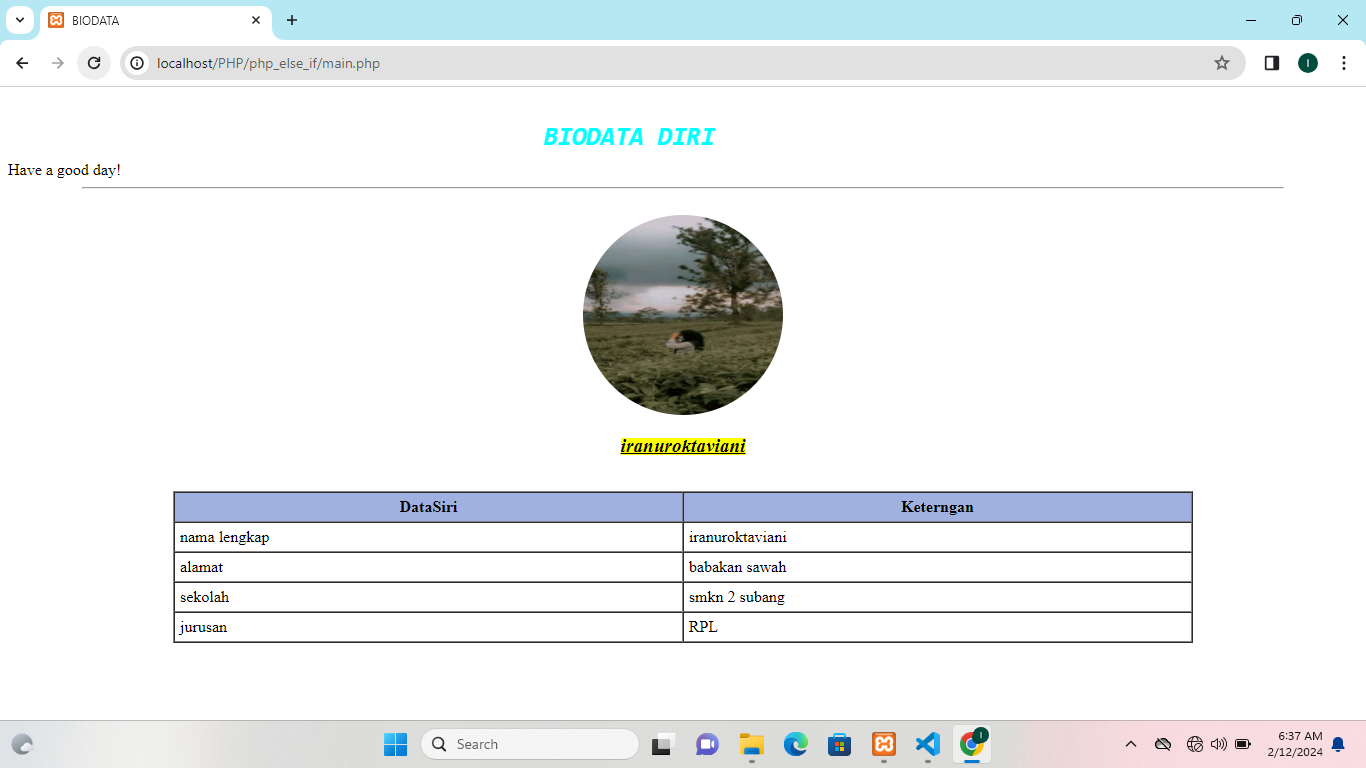 BIODATA
localhost/PHP/php_else_if/main.php
I
BIODATA DIRI
Have a good day!
iranuroktaviani
DataSiri Keterngan
nama lengkap iranuroktaviani
alamat babakan sawah
sekolah smkn 2 subang
jurusan RPL
Search
I
6:37 AM
2/12/2024